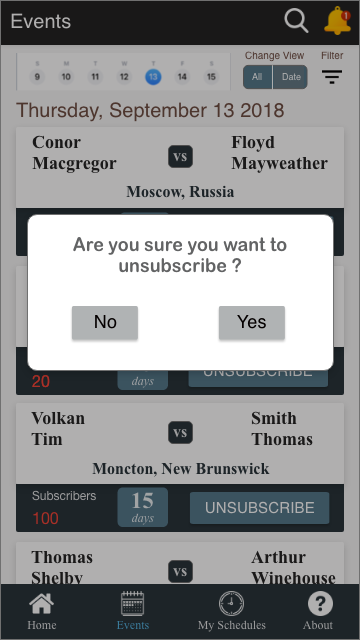 Events
1
S M T W T F S
9 10 11 12 13 14 15
Change View
All Date
Filter
Thursday, September 13 2018
Conor
Macgregor
vs
Floyd
Mayweather
Moscow, Russia
Are you sure you want to
unsubscribe ?
No Yes
20
days
UNSUBSCRIBE
Volkan
Tim
vs
Smith
Thomas
Moncton, New Brunswick
Subscribers
100
15
days
UNSUBSCRIBE
Thomas
Shelby
vs
Arthur
Winehouse
Home Events My Schedules About